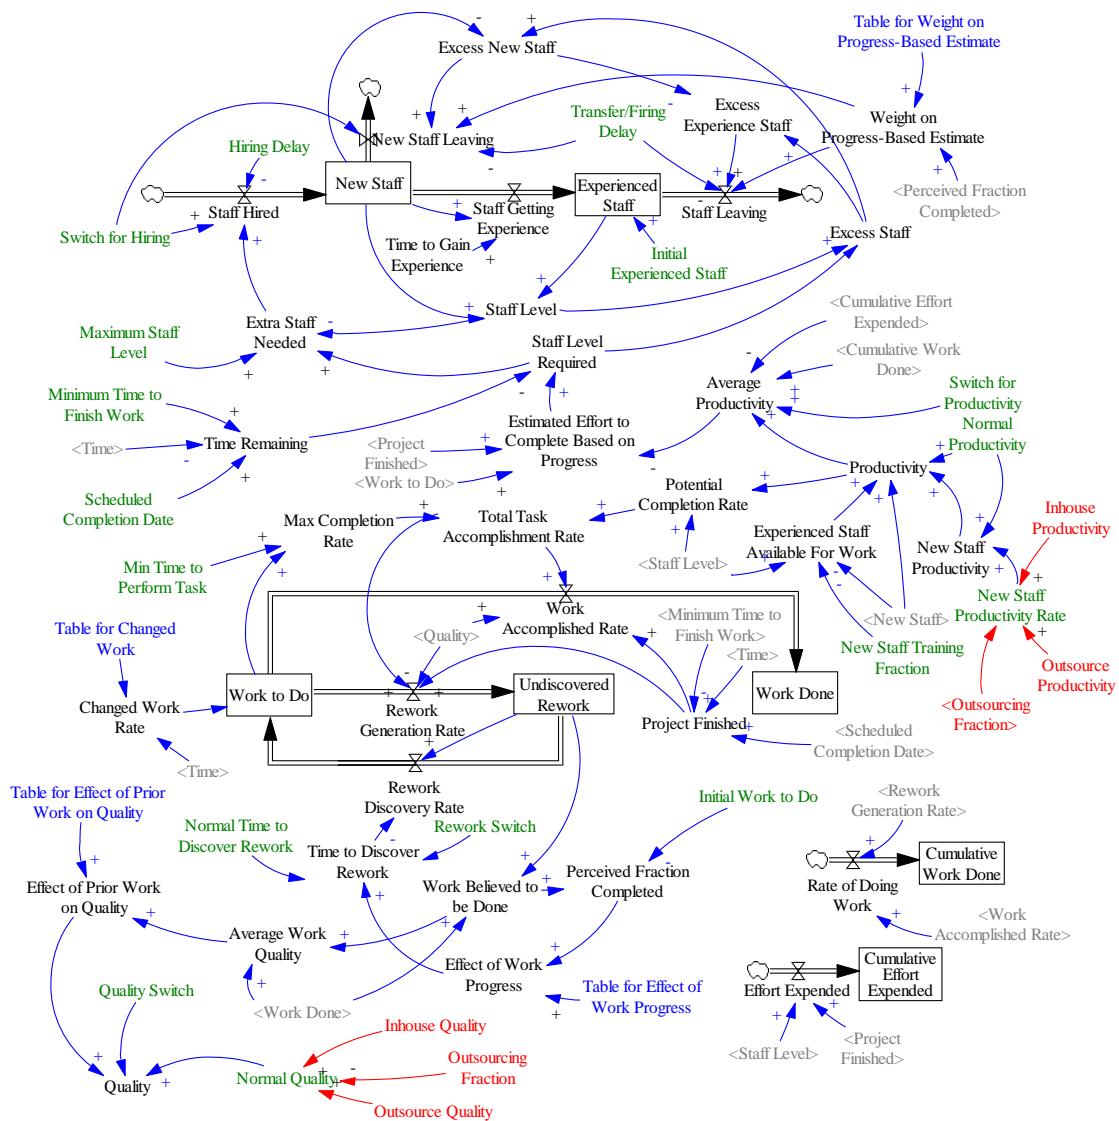 Table for Weight on
Progress-Based Estimate
Excess New Staff
Excess
Experience Staff
Transfer/Firing
Delay
Weight on
Progress-Based Estimate
New Staff Leaving
Hiring Delay
New Staff
Experienced
Staff
<Perceived Fraction
Completed>
Staff Hired
Staff Getting
Experience
Staff Leaving
Switch for Hiring
Time to Gain
Experience
Initial
Experienced Staff
Excess Staff
Staff Level
<Cumulative Effort
Expended>
Maximum Staff
Level
Extra Staff
Needed
Staff Level
Required
<Cumulative Work
Done>
Minimum Time to
Finish Work
Average
Productivity
Switch for
Productivity
<Time>
Time Remaining
Estimated Effort to
Complete Based on
Progress
Normal
Productivity
<Project
Finished>
<Work to Do>
Productivity
Scheduled
Completion Date
Potential
Completion Rate
Max Completion
Rate
Total Task
Accomplishment Rate
Experienced Staff
Available For Work
Inhouse
Productivity
New Staff
Productivity
Min Time to
Perform Task
<Staff Level>
New Staff
Productivity Rate
Work
Accomplished Rate
<Minimum Time to
Finish Work>
<Time>
<New Staff>
Table for Changed
Work
<Quality>
New Staff Training
Fraction
Outsource
Productivity
Work to Do
Undiscovered
Rework
Work Done
Changed Work
Rate
Rework
Generation Rate
Project Finished
<Outsourcing
Fraction>
<Scheduled
Completion Date>
<Time>
Rework
Discovery Rate
Table for Effect of Prior
Work on Quality
Initial Work to Do
<Rework
Generation Rate>
Normal Time to
Discover Rework
Rework Switch
Time to Discover
Rework
Cumulative
Work Done
Effect of Prior Work
on Quality
Work Believed to
be Done
Perceived Fraction
Completed
Rate of Doing
Work
Average Work
Quality
<Work
Accomplished Rate>
Effect of Work
Progress
Cumulative
Effort
Expended
Quality Switch
Table for Effect of
Work Progress
Effort Expended
<Work Done>
Inhouse Quality
<Staff Level>
<Project
Finished>
Outsourcing
Fraction
Quality
Normal Quality
Outsource Quality